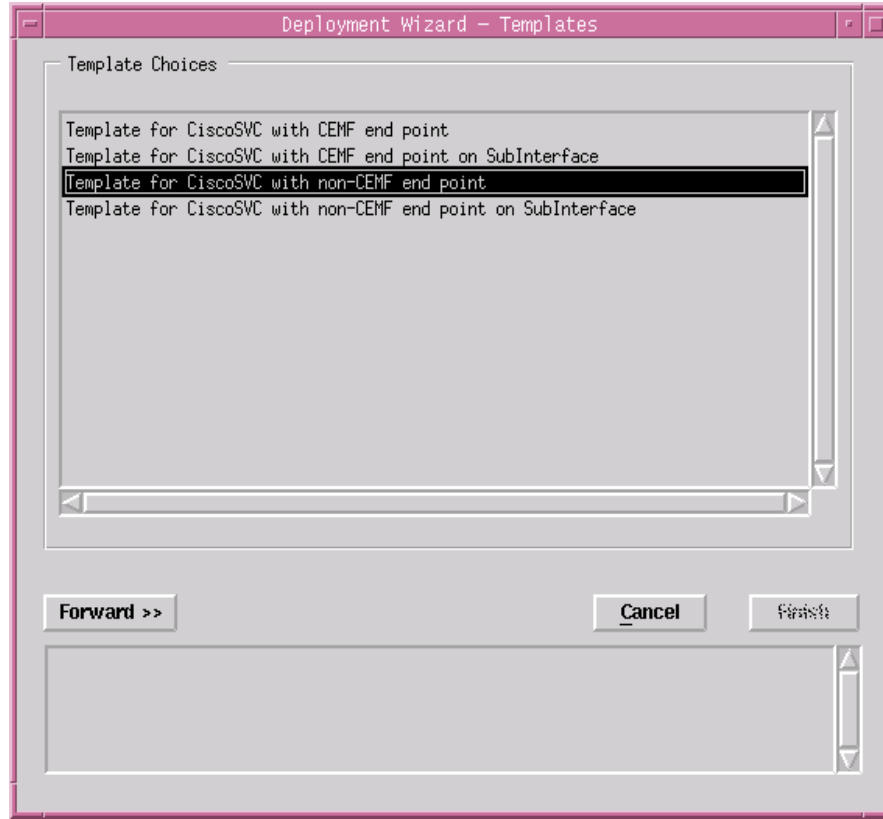 Deployment Wizard – Templates
Template Choices
Template for CiscoSVC with CEMF end point
Template for CiscoSVC with CEMF end point on SubInterface
Template for CiscoSVC with non-CEMF end point
Template for CiscoSVC with non-CEMF end point on SubInterface
Forward >> Cancel Finish